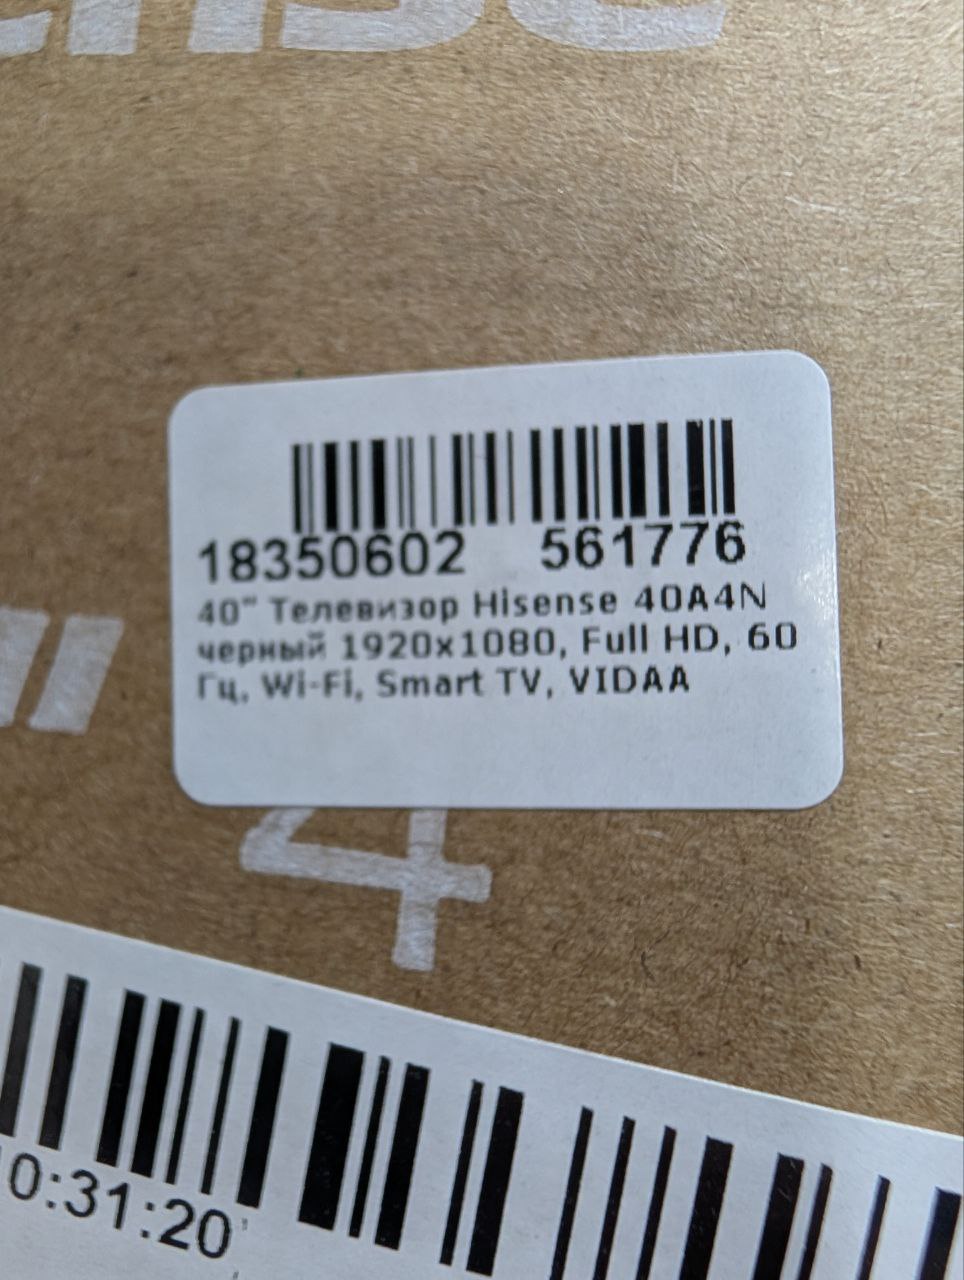 18350602 561776
40" Телевизор Hisense 40A4N
черный 1920x1080, Full HD, 60
Гц, Wi-Fi, Smart TV, VIDAA
"
4
0:31:20